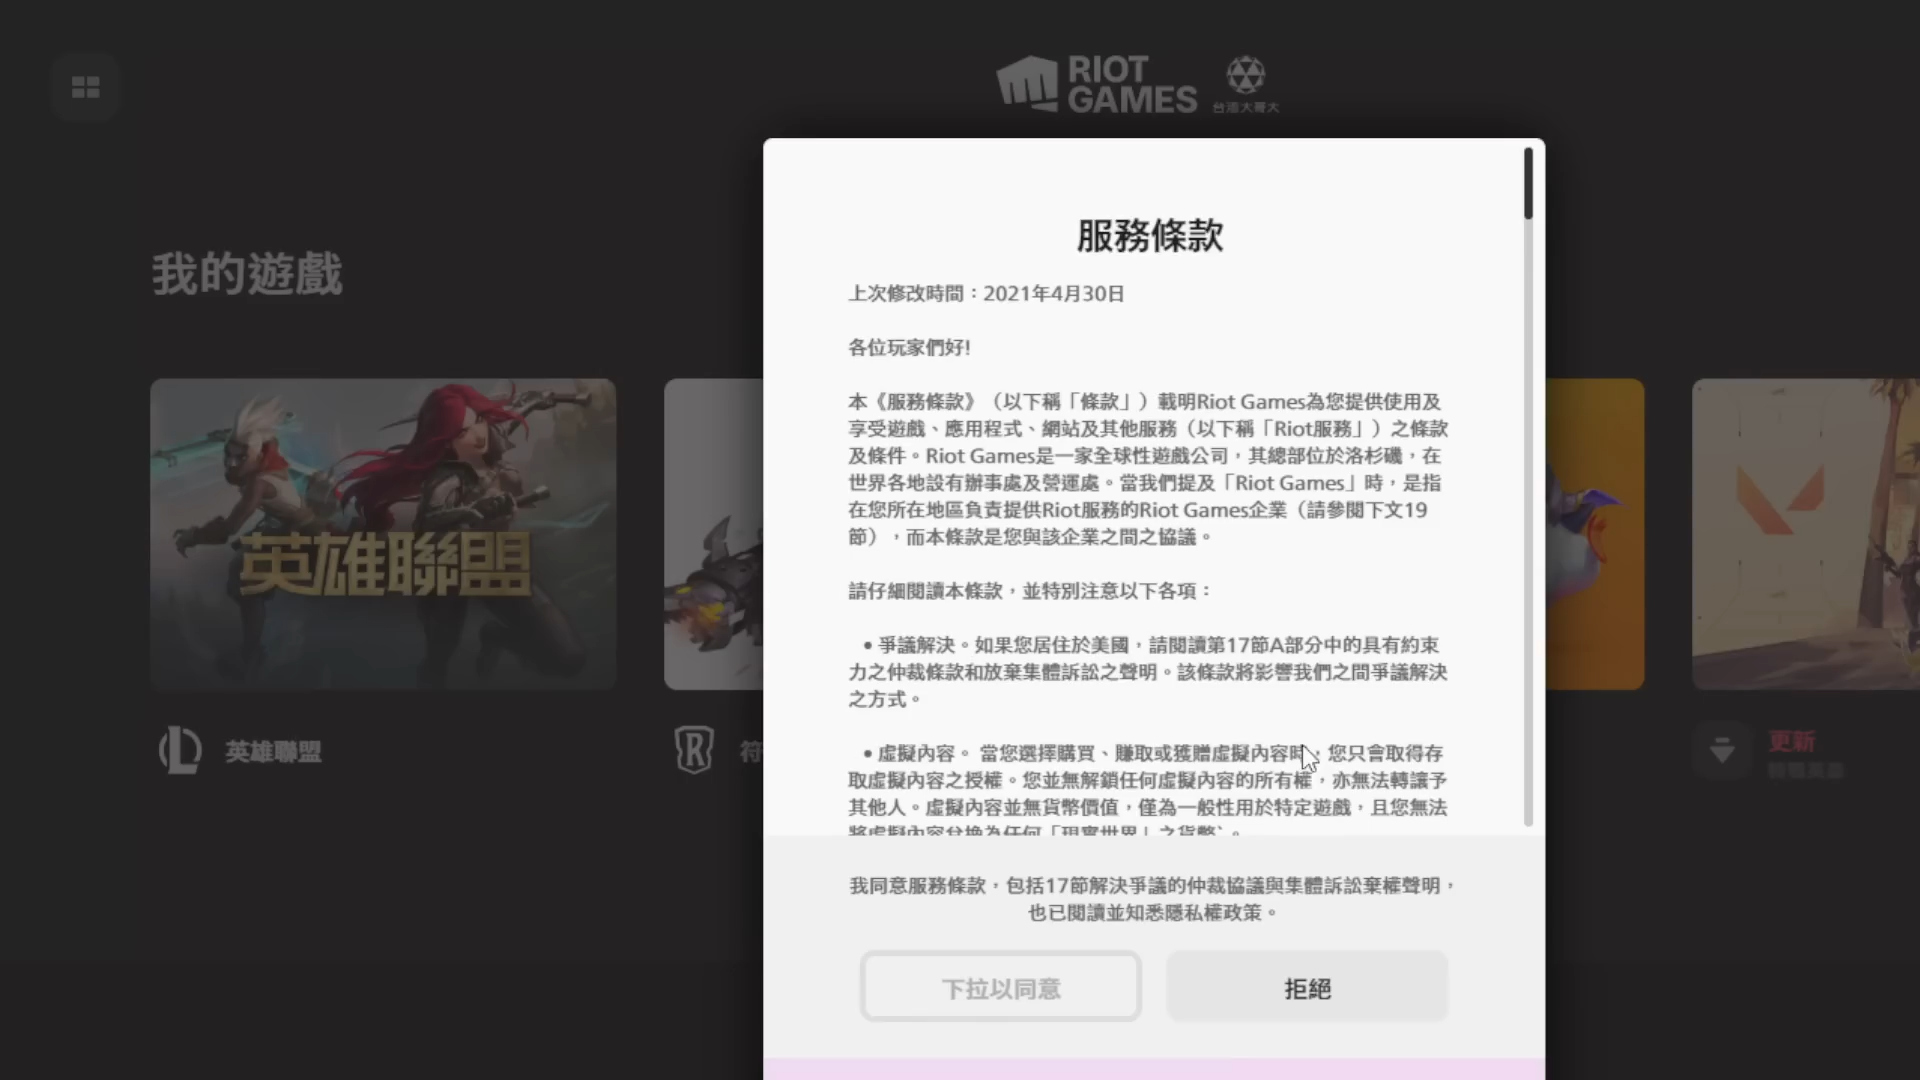 RIOT
GAMES
台灣大哥大
服務條款
我的遊戲
上次修改時間：2021年4月30日
各位玩家們好!
本《服務條款》（以下稱「條款」）載明Riot Games為您提供使用及
享受遊戲、應用程式、網站及其他服務（以下稱「Riot服務」）之條款
及條件。Riot Games是一家全球性遊戲公司，其總部位於洛杉磯，在
世界各地設有辦事處及營運處。當我們提及「Riot Games」時，是指
在您所在地區負責提供Riot服務的Riot Games企業（請參閱下文19
節），而本條款是您與該企業之間之協議。
請仔細閱讀本條款，並特別注意以下各項：
• 爭議解決。如果您居住於美國，請閱讀第17節A部分中的具有約束
力之仲裁條款和放棄集體訴訟之聲明。該條款將影響我們之間爭議解決
之方式。
• 虛擬內容。 當您選擇購買、賺取或獲贈虛擬內容時，您只會取得存
取虛擬內容之授權。您並無解鎖任何虛擬內容的所有權，亦無法轉讓予
其他人。虛擬內容並無貨幣價值，僅為一般性用於特定遊戲，且您無法
將虛擬內容兌換為任何「現實世界」之貨幣`。
英雄聯盟
英雄聯盟
符
更新
我同意服務條款，包括17節解決爭議的仲裁協議與集體訴訟棄權聲明，
也已閱讀並知悉隱私權政策。
下拉以同意
拒絕